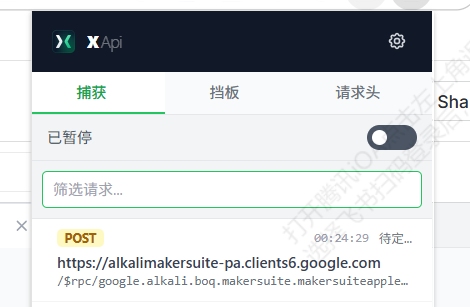 XApi
捕获
挡板
请求头
Sha
已暂停
筛选请求...
POST
00:24:29
待定...
https://alkalimakersuite-pa.clients6.google.com
/$rpc/google.alkali.boq.makersuite.makersuiteapple...